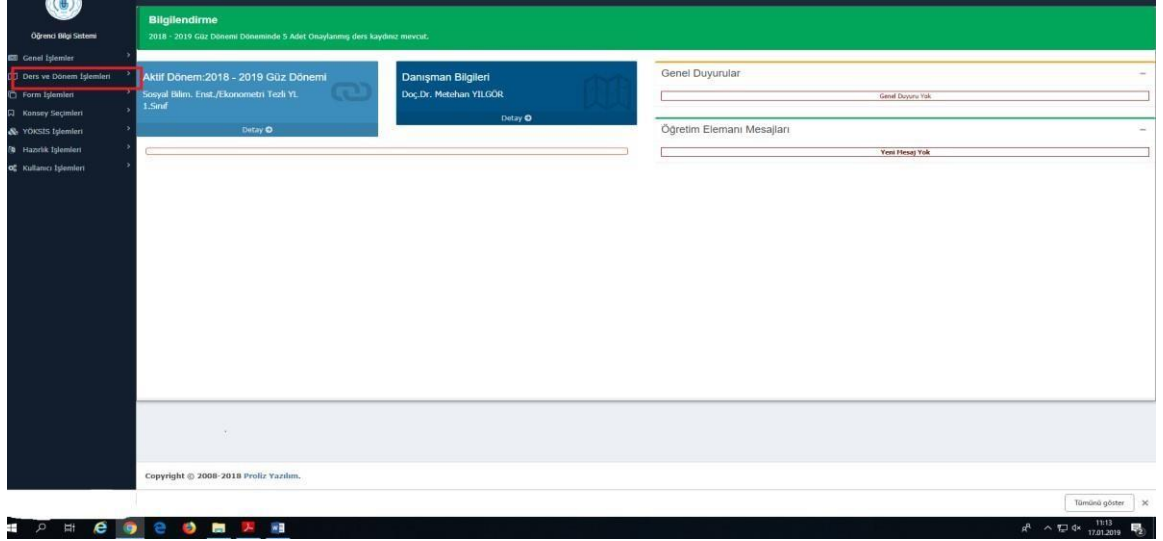 Öğrenci Bilgi Sistemi
Genel İşlemler
Ders ve Dönem İşlemleri
Form İşlemleri
Konsey Seçimleri
YÖKSİS İşlemleri
Hazırlık İşlemleri
Kullanıcı İşlemleri
Bilgilendirme
2018 - 2019 Güz Dönemi Döneminde 5 Adet Onaylanmış ders kaydınız mevcut.
Aktif Dönem:2018 - 2019 Güz Dönemi
Sosyal Bilim. Enst./Ekonometri Tezli YL
1.Sınıf
Detay
Danışman Bilgileri
Doç.Dr. Metehan YILGÖR
Detay
Genel Duyurular
Genel Duyuru Yok
Öğretim Elemanı Mesajları
Yeni Mesaj Yok
Copyright © 2008-2018 Proliz Yazılım.
Tümünü göster
11:13
17.01.2019